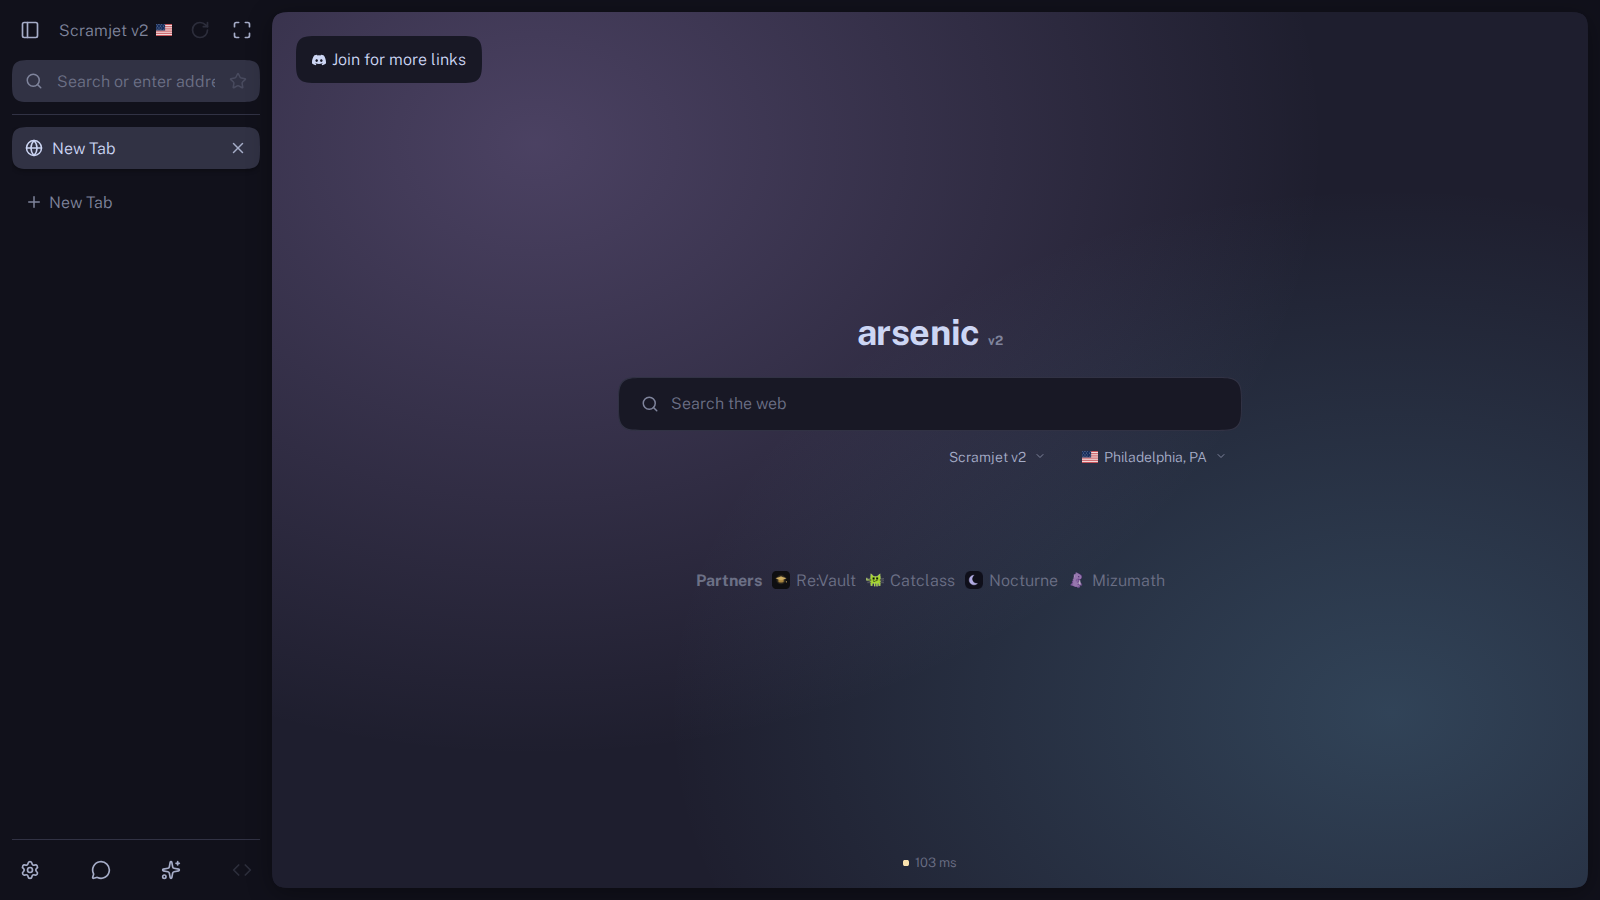 Scramjet v2
Search or enter addre
New Tab
New Tab
Join for more links
arsenic v2
Search the web
Scramjet v2 Philadelphia, PA
Partners Re:Vault Catclass Nocturne Mizumath
103 ms